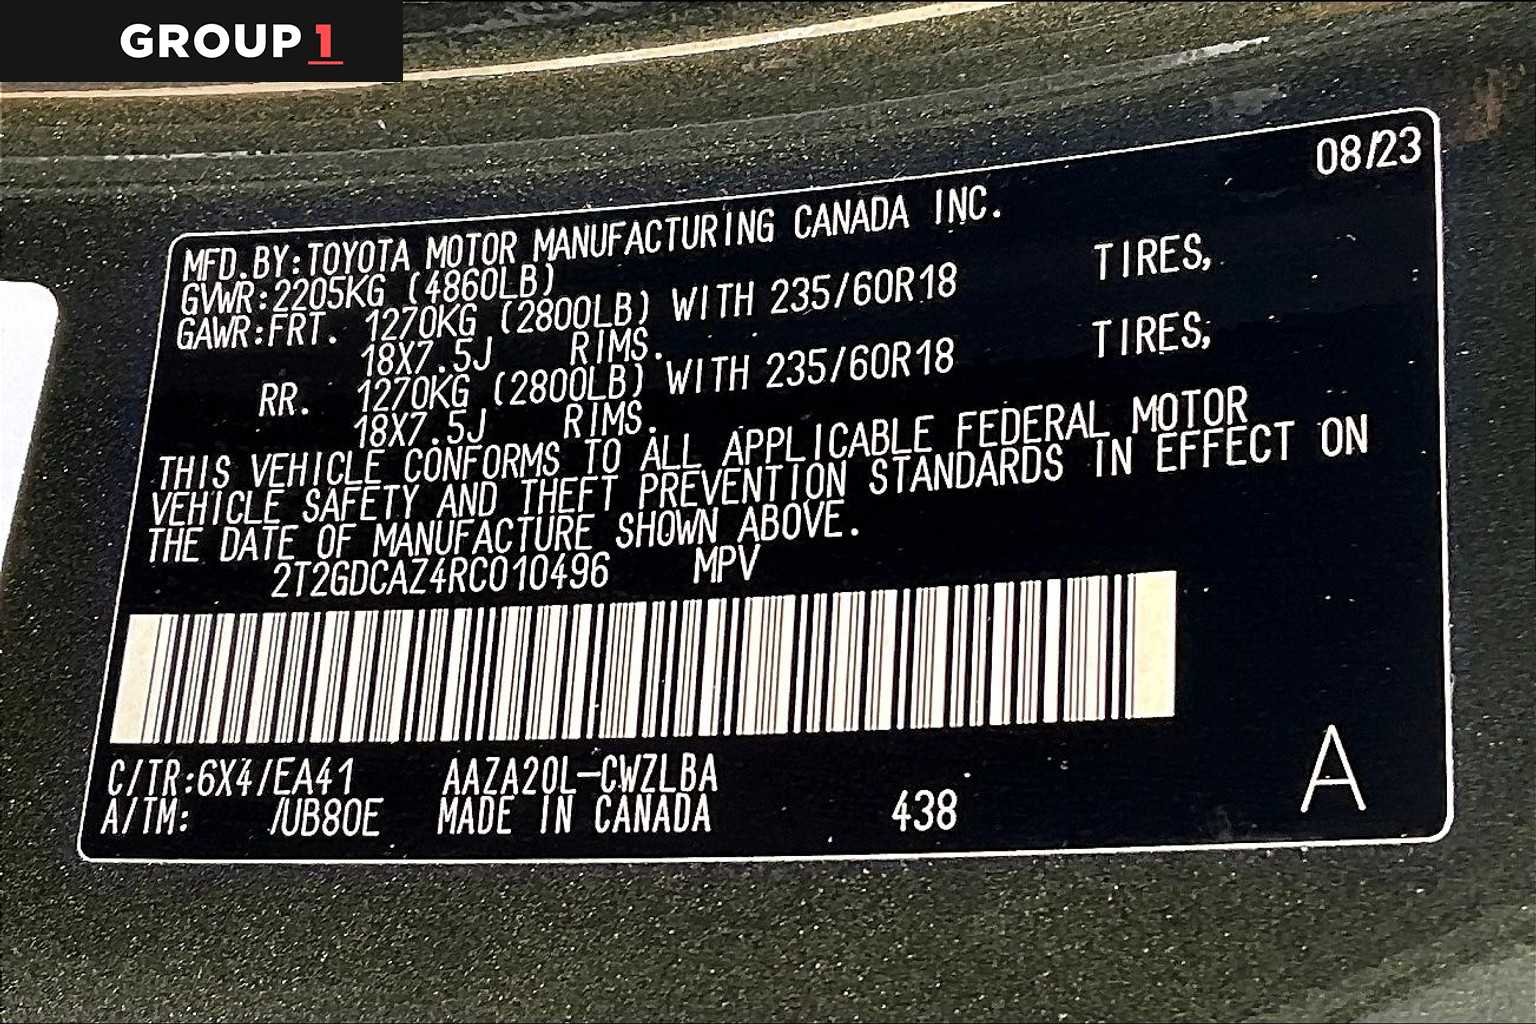 GROUP 1
08/23
MFD.BY:TOYOTA MOTOR MANUFACTURING CANADA INC.
GVWR:2205KG (4860LB)
GAWR:FRT. 1270KG (2800LB) WITH 235/60R18 TIRES,
18X7.5J RIMS.
RR. 1270KG (2800LB) WITH 235/60R18 TIRES,
18X7.5J RIMS.
THIS VEHICLE CONFORMS TO ALL APPLICABLE FEDERAL MOTOR
VEHICLE SAFETY AND THEFT PREVENTION STANDARDS IN EFFECT ON
THE DATE OF MANUFACTURE SHOWN ABOVE.
2T2GDCAZ4RC010496 MPV
C/TR:6X4/EA41 AAZA20L-CWZLBA
A/TM: /UB80E MADE IN CANADA 438 A